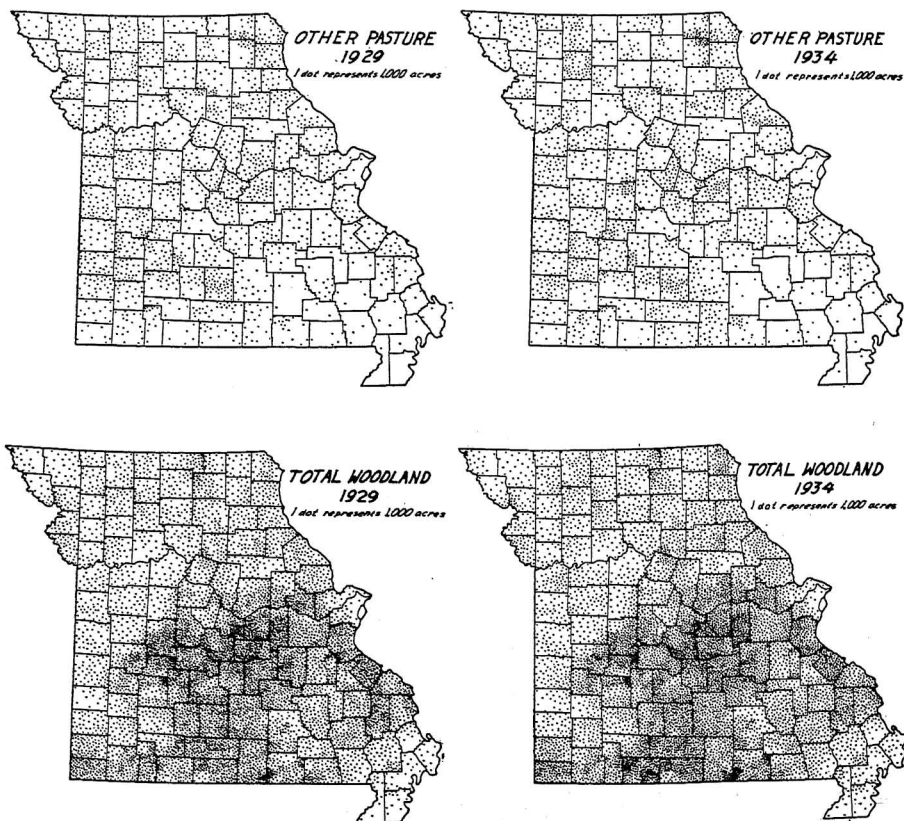 OTHER PASTURE
1929
1 dot represents 1,000 acres
OTHER PASTURE
1934
1 dot represents 1,000 acres
TOTAL WOODLAND
1929
1 dot represents 1,000 acres
TOTAL WOODLAND
1934
1 dot represents 1,000 acres